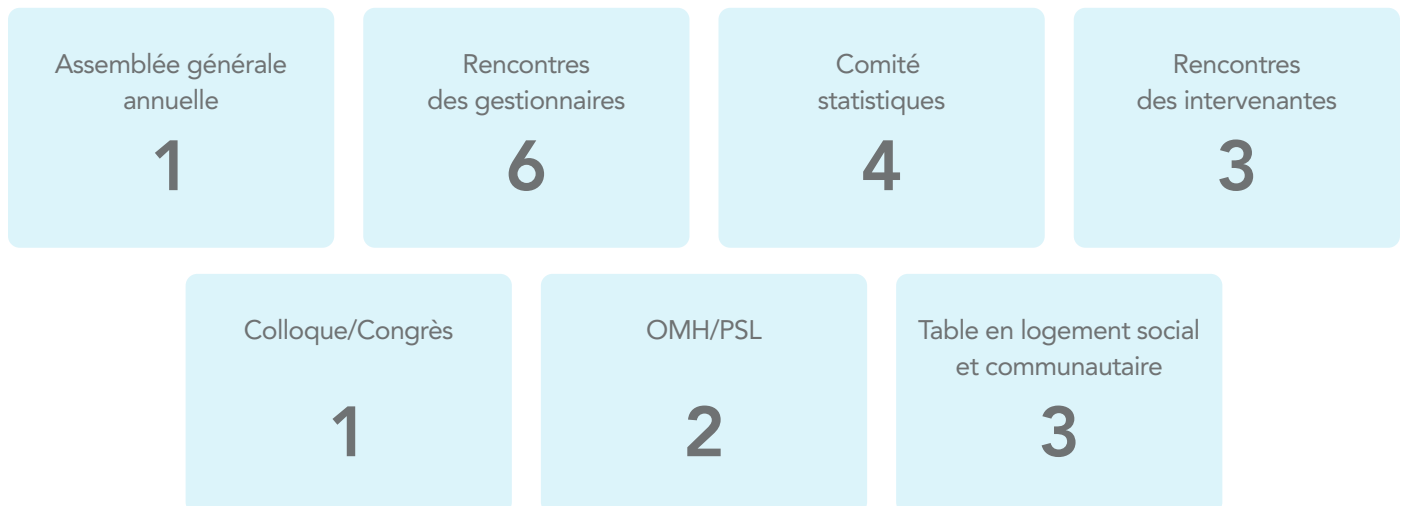 Assemblée générale
annuelle
1
Rencontres
des gestionnaires
6
Comité
statistiques
4
Rencontres
des intervenantes
3
Colloque/Congrès
1
OMH/PSL
2
Table en logement social
et communautaire
3